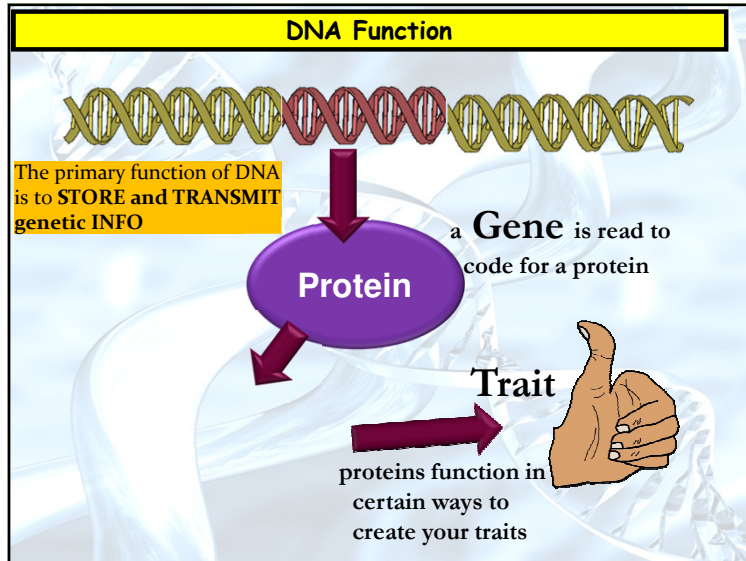 DNA Function
The primary function of DNA
is to STORE and TRANSMIT
genetic INFO
a Gene is read to
code for a protein
Protein
Trait
proteins function in
certain ways to
create your traits